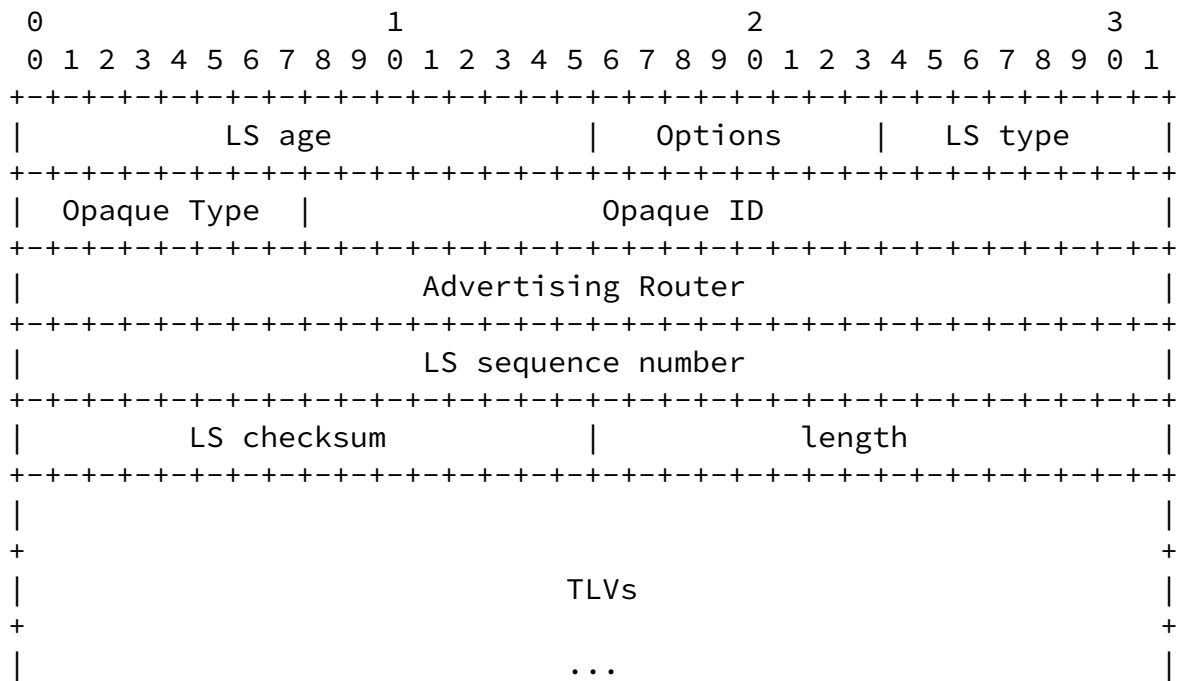 0                   1                   2                   3
 0 1 2 3 4 5 6 7 8 9 0 1 2 3 4 5 6 7 8 9 0 1 2 3 4 5 6 7 8 9 0 1
+-+-+-+-+-+-+-+-+-+-+-+-+-+-+-+-+-+-+-+-+-+-+-+-+-+-+-+-+-+-+-+-+
|           LS age              |   Options     |   LS type     |
+-+-+-+-+-+-+-+-+-+-+-+-+-+-+-+-+-+-+-+-+-+-+-+-+-+-+-+-+-+-+-+-+
|  Opaque Type  |                Opaque ID                      |
+-+-+-+-+-+-+-+-+-+-+-+-+-+-+-+-+-+-+-+-+-+-+-+-+-+-+-+-+-+-+-+-+
|                      Advertising Router                       |
+-+-+-+-+-+-+-+-+-+-+-+-+-+-+-+-+-+-+-+-+-+-+-+-+-+-+-+-+-+-+-+-+
|                      LS sequence number                       |
+-+-+-+-+-+-+-+-+-+-+-+-+-+-+-+-+-+-+-+-+-+-+-+-+-+-+-+-+-+-+-+-+
|         LS checksum           |           length              |
+-+-+-+-+-+-+-+-+-+-+-+-+-+-+-+-+-+-+-+-+-+-+-+-+-+-+-+-+-+-+-+-+
|                                                               |
+                                                               +
|                              TLVs                             |
+                                                               +
|                              ...                              |